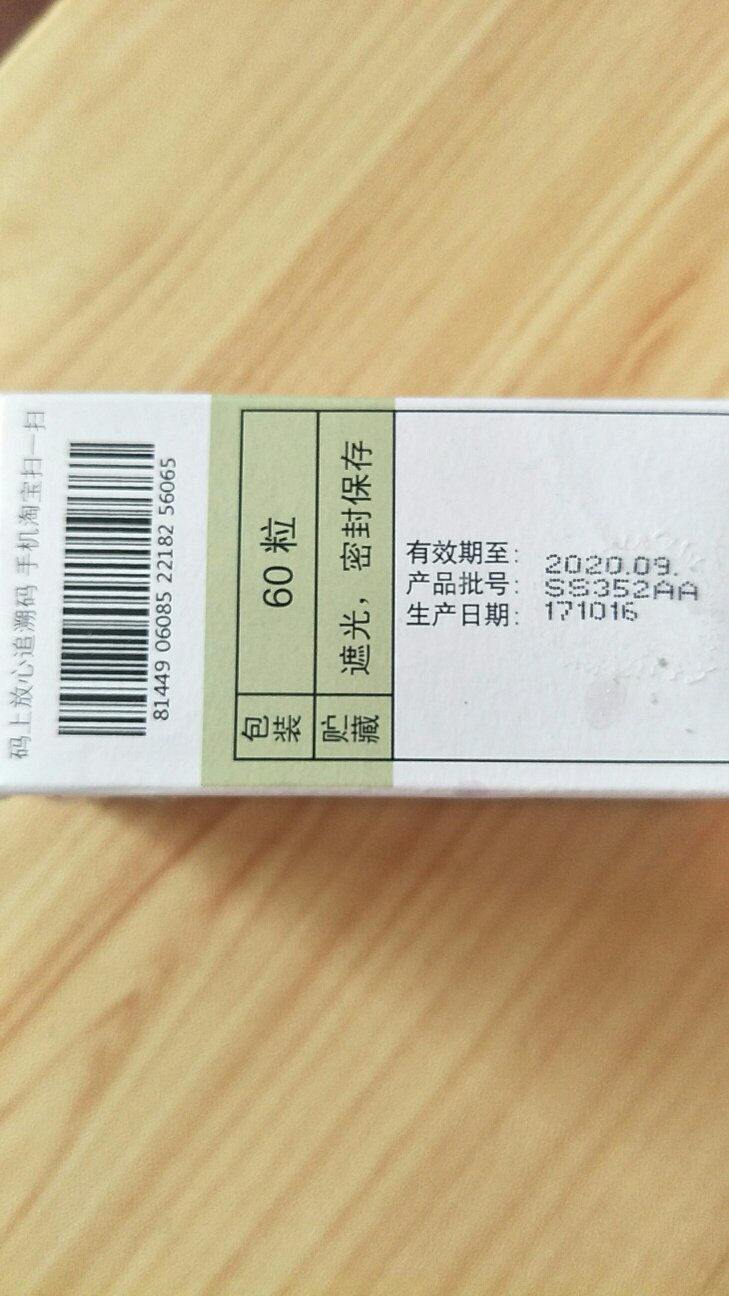 码上放心追溯码 手机淘宝扫一扫
81449 06085 22182 56065
包装 60 粒
贮藏 遮光，密封保存
有效期至： 2020.09.
产品批号： SS352AA
生产日期： 171016